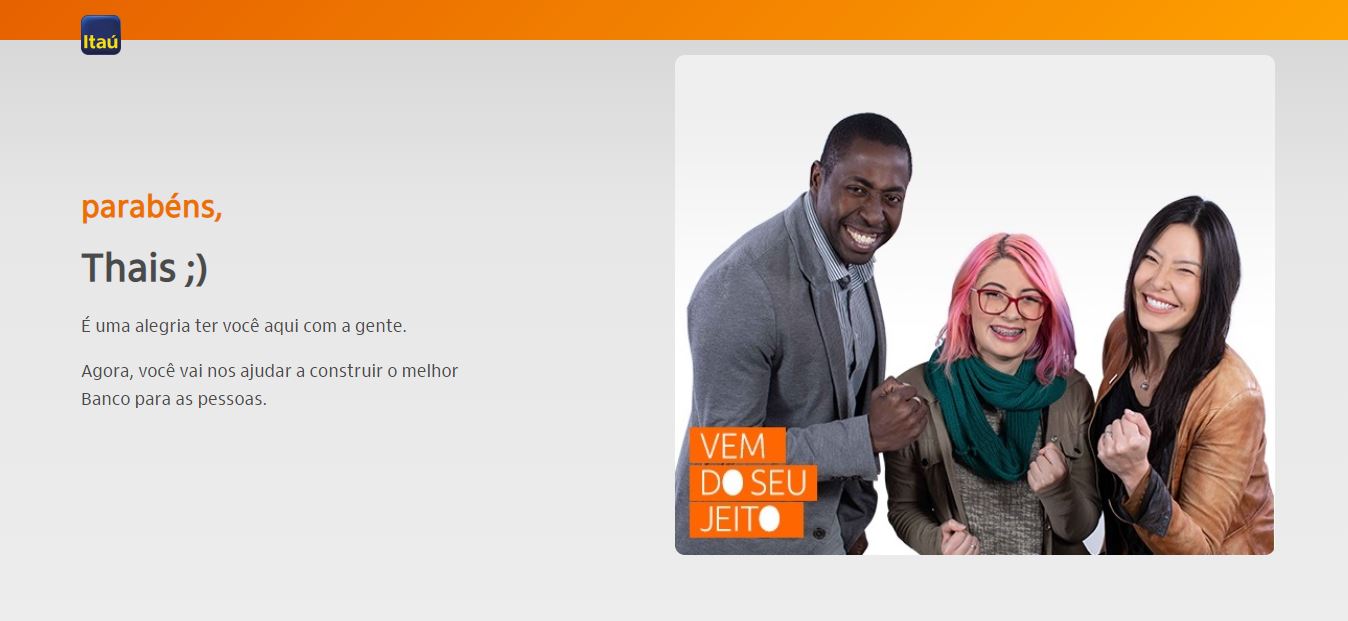 Itaú
parabéns,
Thais ;)
É uma alegria ter você aqui com a gente.
Agora, você vai nos ajudar a construir o melhor
Banco para as pessoas.
VEM
DO SEU
JEITO